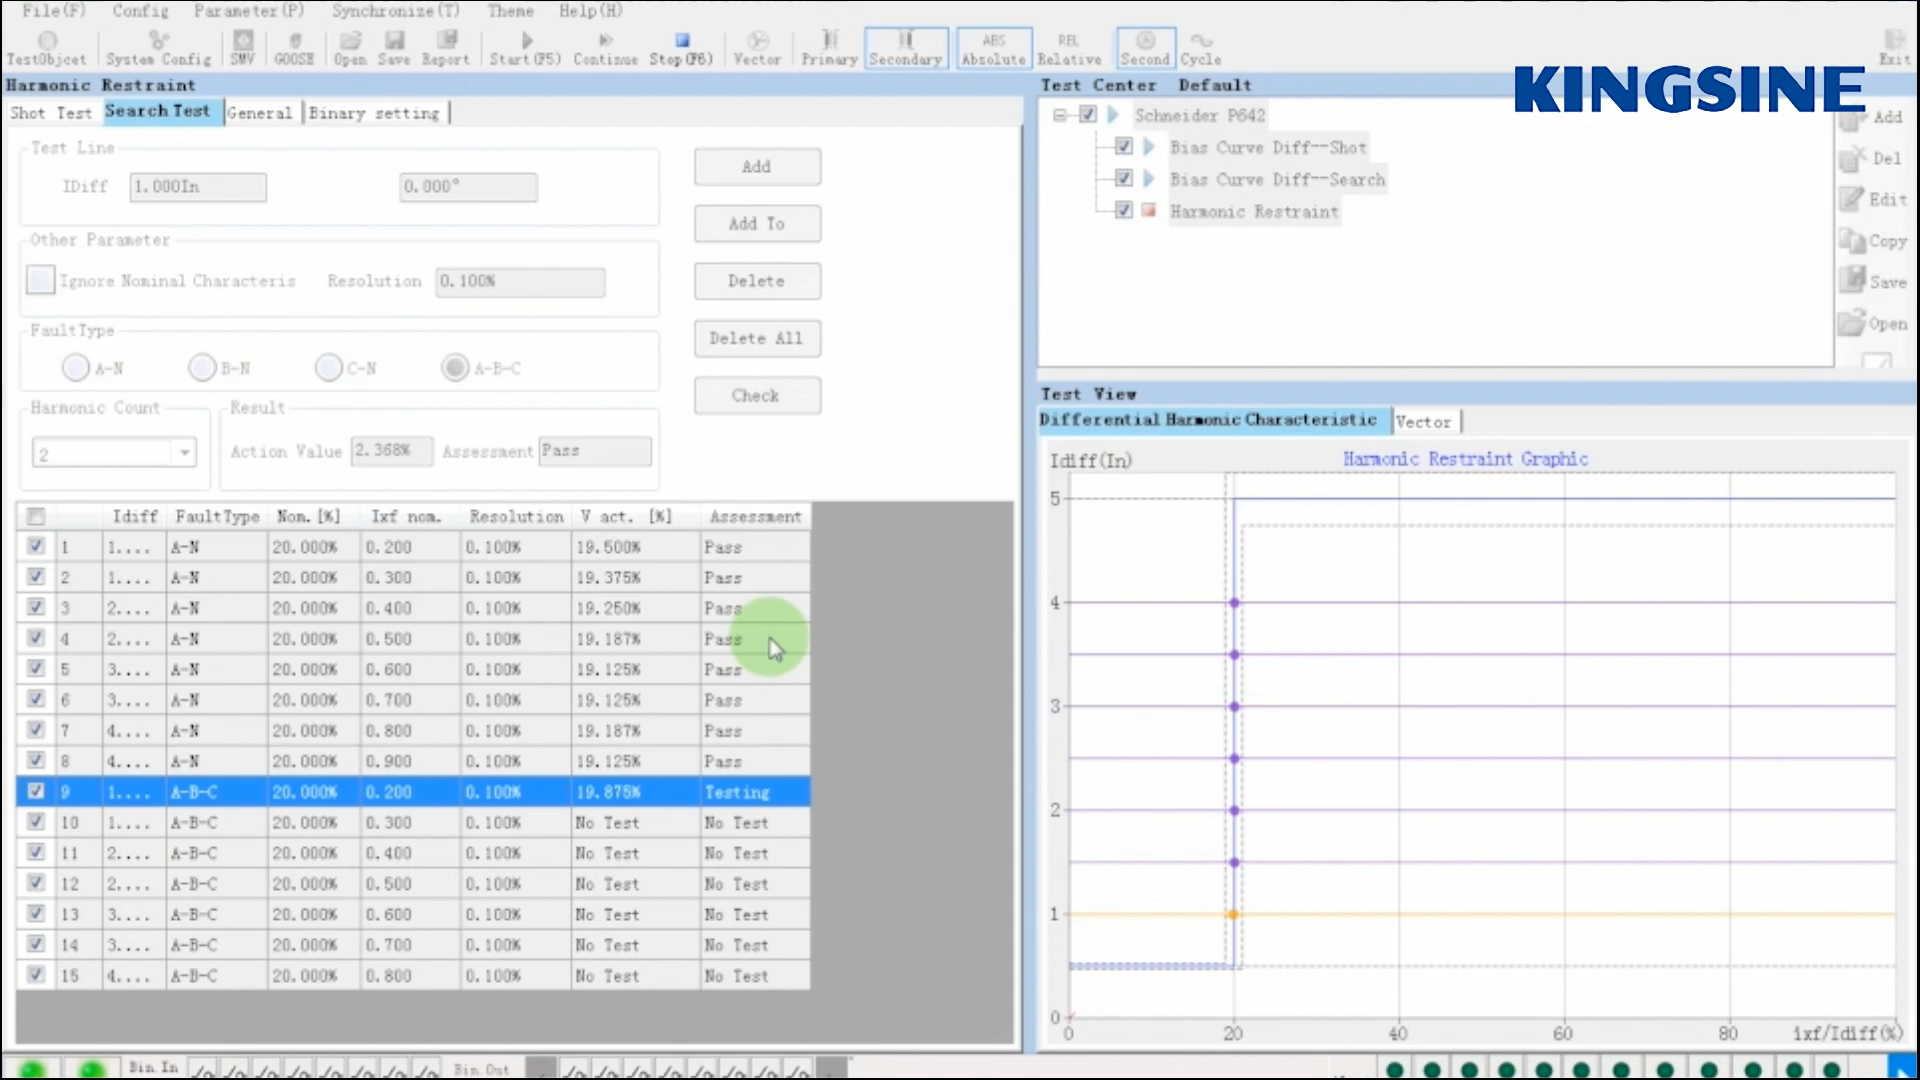 File(F) Config Parameter(P) Synchronize(T) Theme Help(H)
TestObject System Config SMV GOOSE Open Save Report Start(F5) Continue Stop(F6) Vector Primary Secondary ABS Absolute REL Relative Second Cycle Exit
KINGSINE
Harmonic Restraint
Shot Test Search Test General Binary setting
Test Line
IDiff 1.000In 0.000°
Other Parameter
Ignore Nominal Characteris Resolution 0.100%
FaultType
A-N B-N C-N A-B-C
Harmonic Count
2
Result
Action Value 2.368% Assessment Pass
Add
Add To
Delete
Delete All
Check
Idiff FaultType Nom.[%] Ixf nom. Resolution V act. [%] Assessment
1 1.... A-N 20.000% 0.200 0.100% 19.500% Pass
2 1.... A-N 20.000% 0.300 0.100% 19.375% Pass
3 2.... A-N 20.000% 0.400 0.100% 19.250% Pass
4 2.... A-N 20.000% 0.500 0.100% 19.187% Pass
5 3.... A-N 20.000% 0.600 0.100% 19.125% Pass
6 3.... A-N 20.000% 0.700 0.100% 19.125% Pass
7 4.... A-N 20.000% 0.800 0.100% 19.187% Pass
8 4.... A-N 20.000% 0.900 0.100% 19.125% Pass
9 1.... A-B-C 20.000% 0.200 0.100% 19.875% Testing
10 1.... A-B-C 20.000% 0.300 0.100% No Test No Test
11 2.... A-B-C 20.000% 0.400 0.100% No Test No Test
12 2.... A-B-C 20.000% 0.500 0.100% No Test No Test
13 3.... A-B-C 20.000% 0.600 0.100% No Test No Test
14 3.... A-B-C 20.000% 0.700 0.100% No Test No Test
15 4.... A-B-C 20.000% 0.800 0.100% No Test No Test
Bin.In Bin.Out
Test Center Default
Schneider P642
Bias Curve Diff--Shot
Bias Curve Diff--Search
Harmonic Restraint
Add
Del
Edit
Copy
Save
Open
Test View
Differential Harmonic Characteristic Vector
Idiff(In) Harmonic Restraint Graphic
5
4
3
2
1
0
0 20 40 60 80 ixf/Idiff(%)